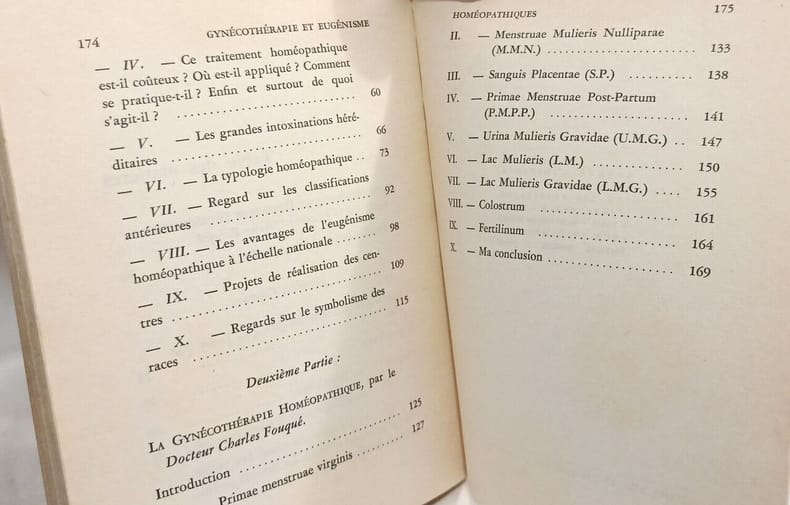 174
GYNÉCOTHÉRAPIE ET EUGÉNISME
— IV. — Ce traitement homéopathique
est-il coûteux ? Où est-il appliqué ? Comment
se pratique-t-il ? Enfin et surtout de quoi
s'agit-il ? .......................... 60
— V. — Les grandes intoxinations héré-
ditaires .......................... 66
— VI. — La typologie homéopathique .. 73
— VII. — Regard sur les classifications
antérieures .......................... 92
— VIII. — Les avantages de l'eugénisme
homéopathique à l'échelle nationale ........ 98
— IX. — Projets de réalisation des cen-
tres .......................... 109
— X. — Regards sur le symbolisme des
races .......................... 115
Deuxième Partie :
LA GYNÉCOTHÉRAPIE HOMÉOPATHIQUE, par le
Docteur Charles Fouqué.
Introduction .......................... 125
Primae menstruae virginis ........... 127
HOMÉOPATHIQUES
175
II. — Menstruae Mulieris Nulliparae
(M.M.N.) ........................ 133
III. — Sanguis Placentae (S.P.) .......... 138
IV. — Primae Menstruae Post-Partum
(P.M.P.P.) ...................... 141
V. — Urina Mulieris Gravidae (U.M.G.) .. 147
VI. — Lac Mulieris (L.M.) ............... 150
VII. — Lac Mulieris Gravidae (L.M.G.) .... 155
VIII. — Colostrum ....................... 161
IX. — Fertilinum ....................... 164
X. — Ma conclusion ..................... 169